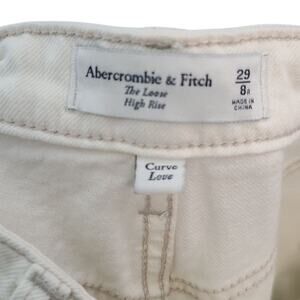 Abercrombie & Fitch
The Loose
High Rise
29
8R
MADE IN
CHINA
Curve
Love